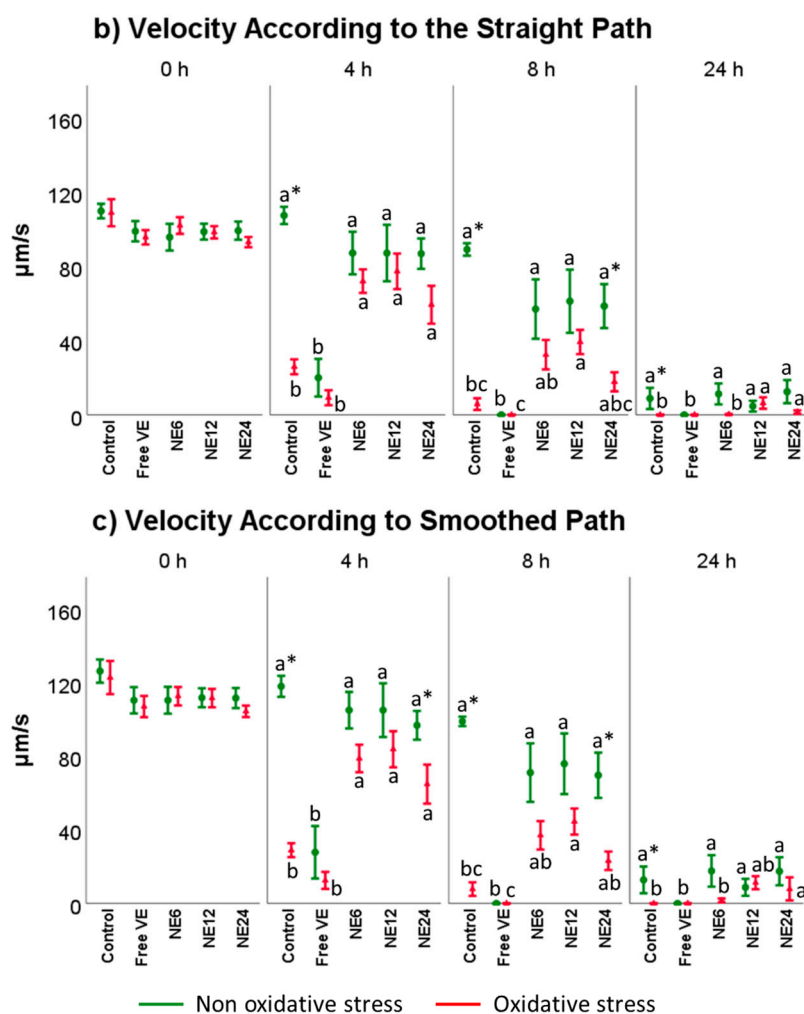 b) Velocity According to the Straight Path
0 h 4 h 8 h 24 h
160
120
80
40
0
µm/s
a* a a a
b b b a a a
b
a* a a a*
bc b c ab a abc
a* b b a b a a a a
Control Free VE NE6 NE12 NE24 Control Free VE NE6 NE12 NE24 Control Free VE NE6 NE12 NE24 Control Free VE NE6 NE12 NE24
c) Velocity According to Smoothed Path
0 h 4 h 8 h 24 h
160
120
80
40
0
µm/s
a* a a a*
b b b a a a
a* a a a*
bc b c ab a ab
a* b b a b a ab a a
Control Free VE NE6 NE12 NE24 Control Free VE NE6 NE12 NE24 Control Free VE NE6 NE12 NE24 Control Free VE NE6 NE12 NE24
Non oxidative stress Oxidative stress